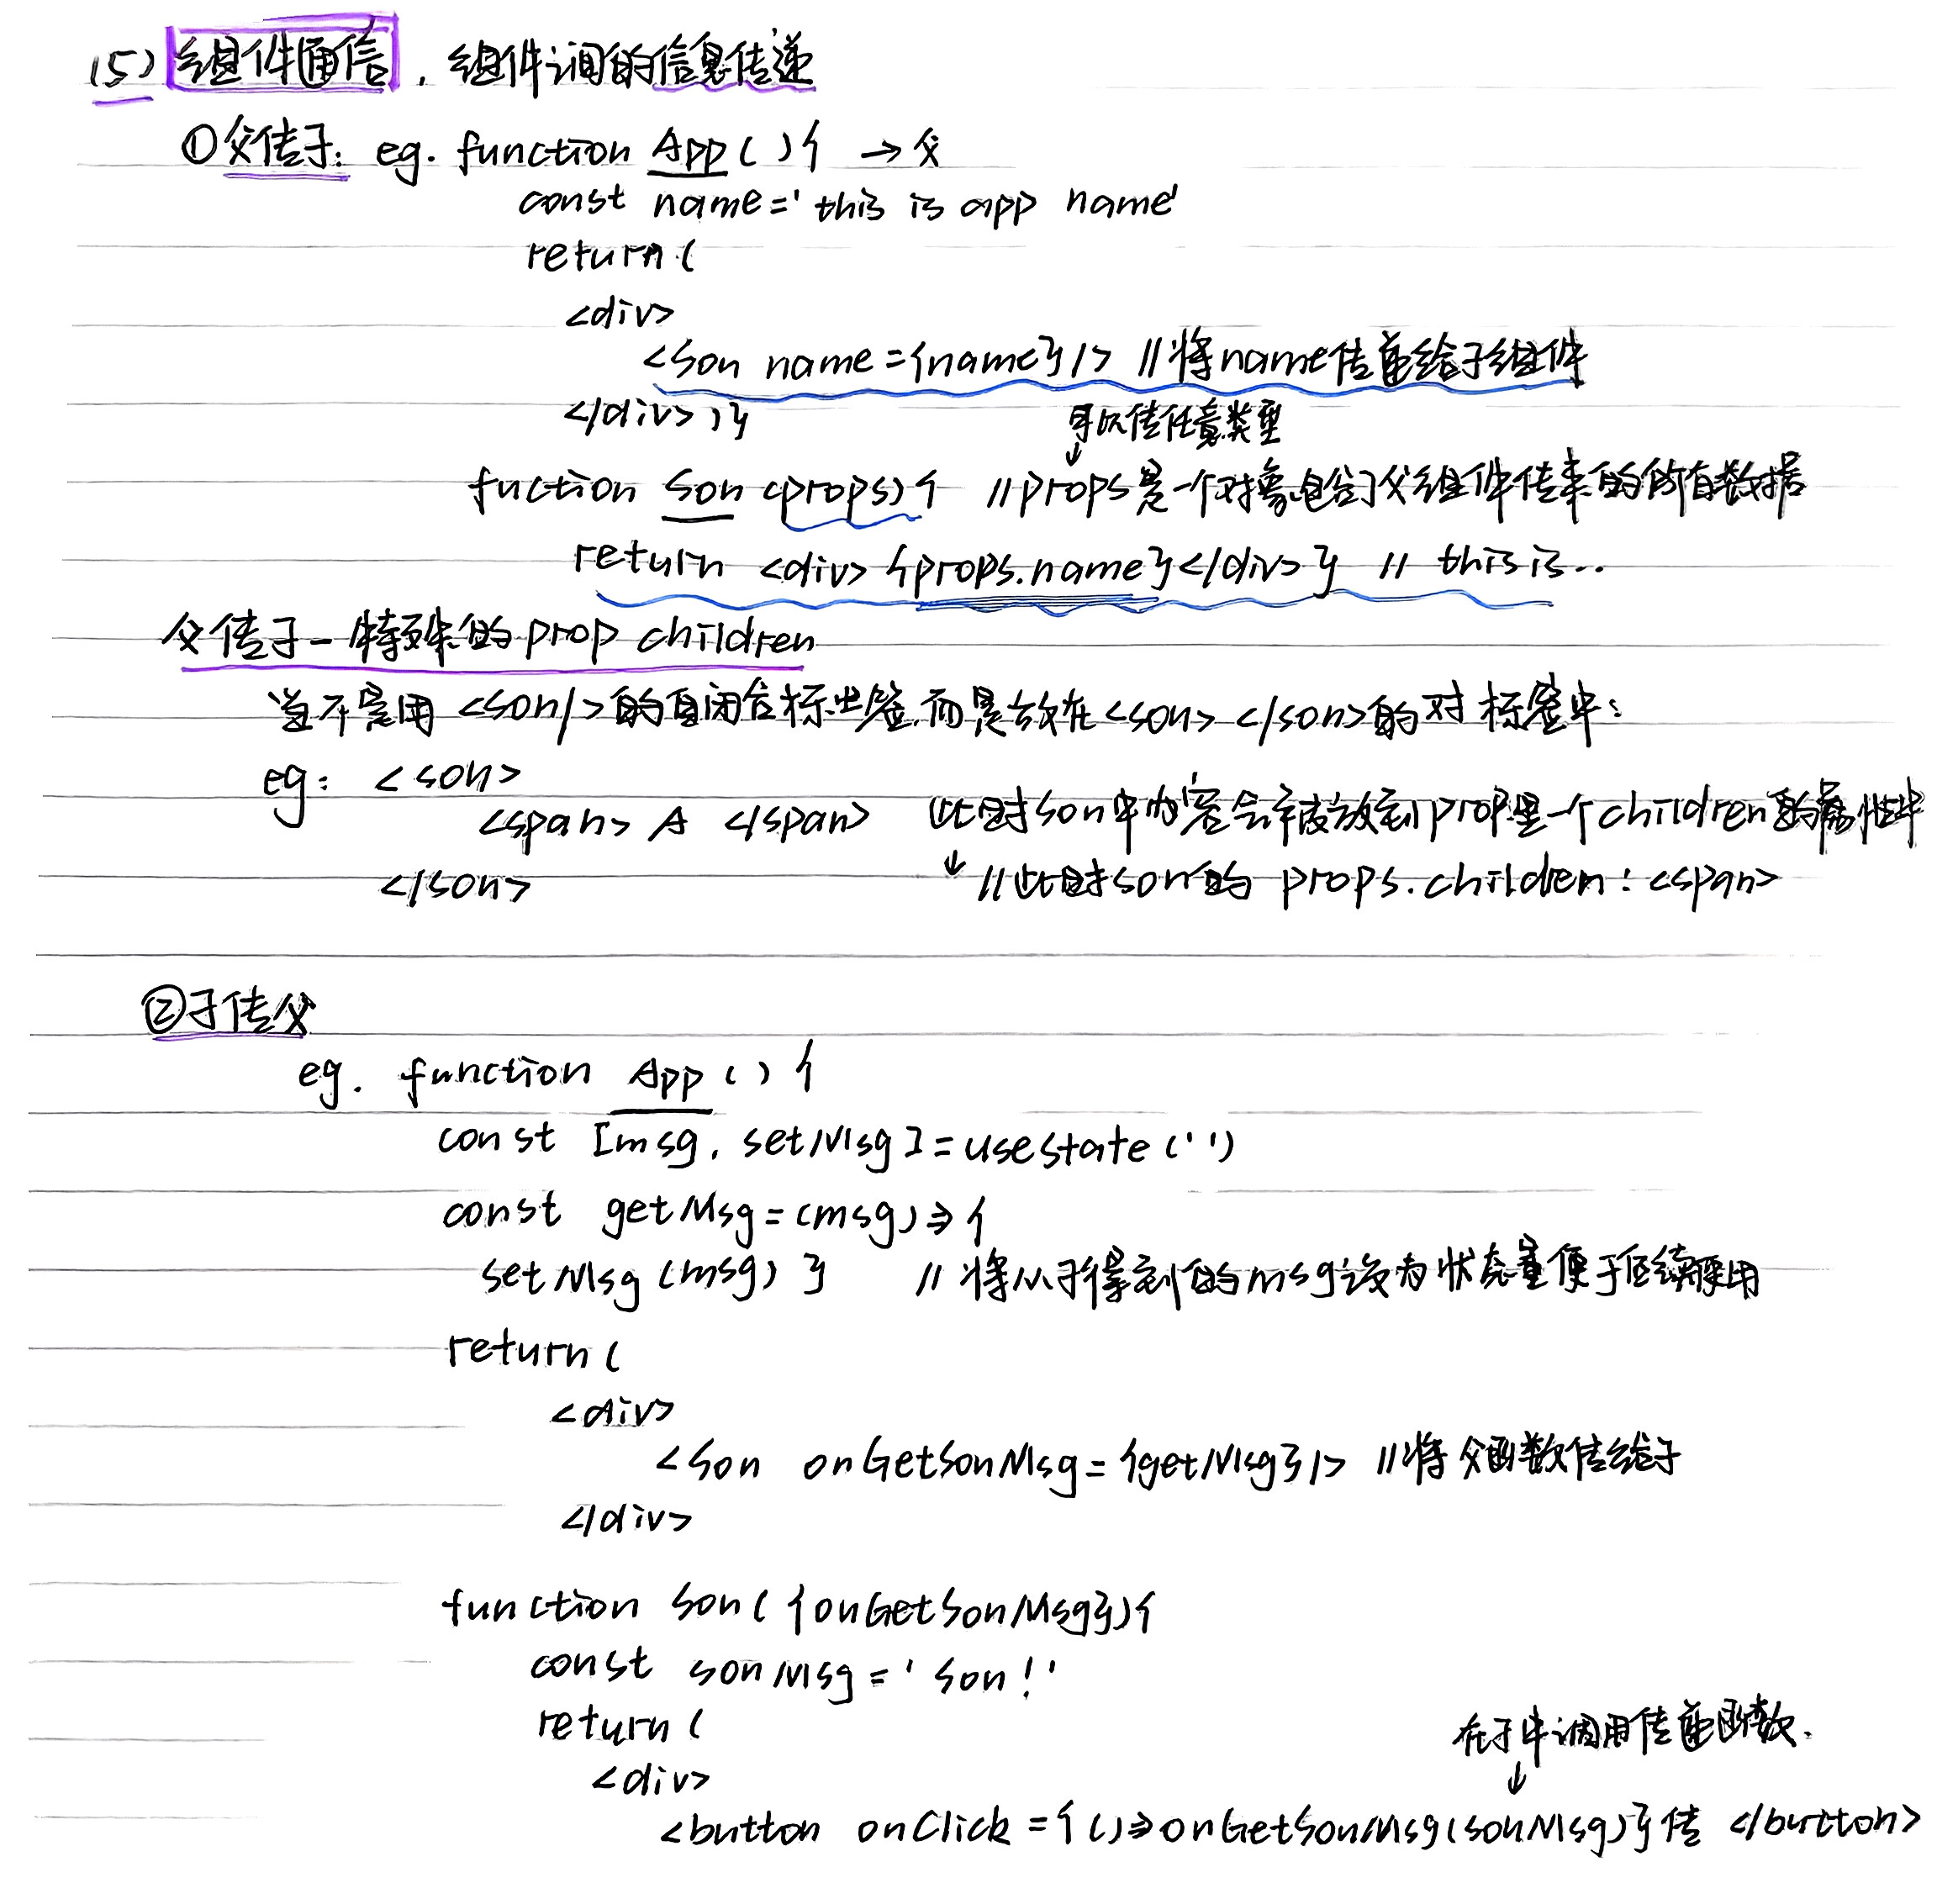 (5) 组件通信. 组件间的信息传递
①父传子: eg. function App(){ → 父
const name='this is app name'
return(
<div>
<Son name={name}/> //将name传递给子组件
</div>)}
可以传任意类型
↓
fuction Son (props){ //props是一个对象包含了父组件传来的所有数据
return <div>{props.name}</div>} // this is..
父传子-特殊的prop children
当不是用<son/>的自闭合标签,而是放在<son> </son>的对标签中:
eg: <son>
<span> A </span> 此时son中内容会被放到prop里一个children的属性中
</son> ↓ //此时son的 props.children: <span>
②子传父
eg. function App(){
const [msg, setMsg]=useState('')
const getMsg=(msg)=>{
setMsg(msg)} //将从子得到的msg设为状态量便于后续使用
return(
<div>
<Son onGetSonMsg={getMsg}/> //将父函数传给子
</div>
function Son({onGetSonMsg}){
const sonMsg='son!'
return(
在子中调用传递函数.
<div> ↓
<button onClick={()=>onGetSonMsg(sonMsg)}传 </button>